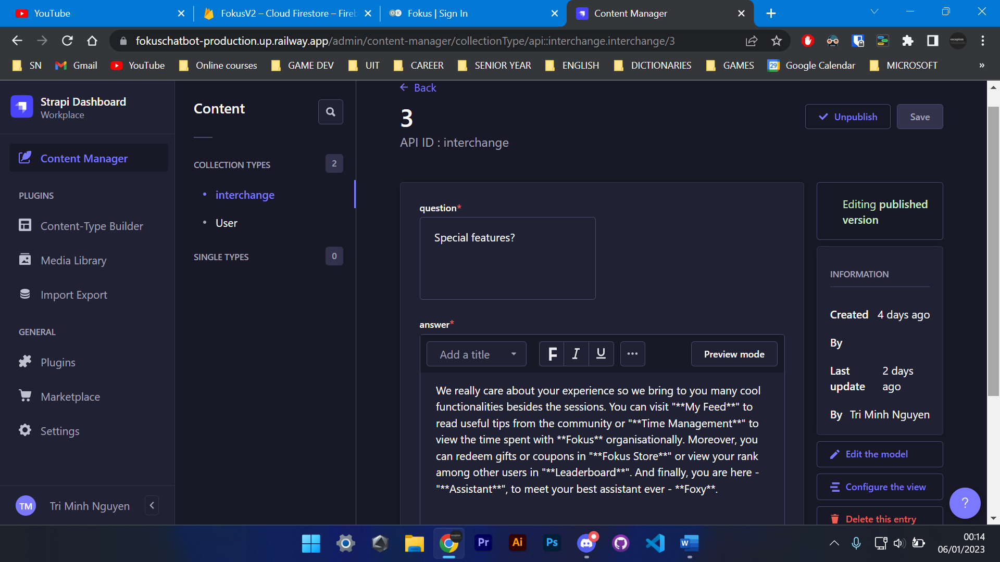 YouTube
FokusV2 – Cloud Firestore – Fireb
Fokus | Sign In
Content Manager
fokuschatbot-production.up.railway.app/admin/content-manager/collectionType/api::interchange.interchange/3
SN
Gmail
YouTube
Online courses
GAME DEV
UIT
CAREER
SENIOR YEAR
ENGLISH
DICTIONARIES
GAMES
29
Google Calendar
MICROSOFT
»
Strapi Dashboard
Workplace
Content Manager
PLUGINS
Content-Type Builder
Media Library
Import Export
GENERAL
Plugins
Marketplace
Settings
TM
Tri Minh Nguyen
Content
COLLECTION TYPES
2
interchange
User
SINGLE TYPES
0
Back
3
API ID : interchange
Unpublish
Save
question*
Special features?
answer*
Add a title
F
I
U
Preview mode
We really care about your experience so we bring to you many cool
functionalities besides the sessions. You can visit "**My Feed**" to
read useful tips from the community or "**Time Management**" to
view the time spent with **Fokus** organisationally. Moreover, you
can redeem gifts or coupons in "**Fokus Store**" or view your rank
among other users in "**Leaderboard**". And finally, you are here -
"**Assistant**", to meet your best assistant ever - **Foxy**.
Editing published
version
INFORMATION
Created 4 days ago
By
Last 2 days
update ago
By Tri Minh Nguyen
Edit the model
Configure the view
Delete this entry
?
Pr
Ai
Ps
W
00:14
06/01/2023